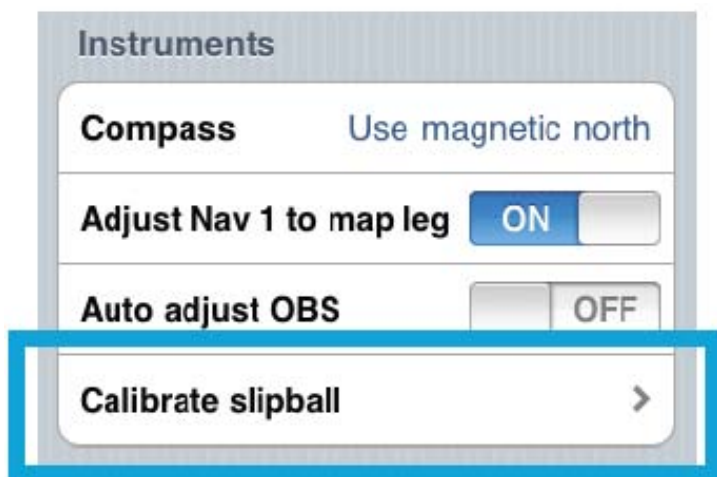 Instruments
Compass Use magnetic north
Adjust Nav 1 to map leg ON
Auto adjust OBS OFF
Calibrate slipball